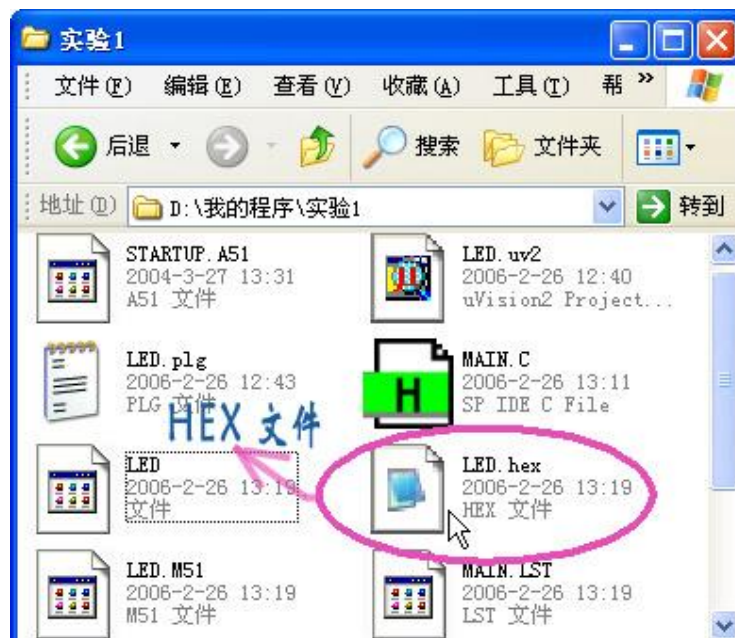 实验1
文件(F) 编辑(E) 查看(V) 收藏(A) 工具(T) 帮 »
后退 搜索 文件夹
地址(D) D:\我的程序\实验1 转到
STARTUP.A51
2004-3-27 13:31
A51 文件
LED.uv2
2006-2-26 12:40
uVision2 Project...
LED.plg
2006-2-26 12:43
PLG 文件
MAIN.C
2006-2-26 13:11
SP IDE C File
HEX 文件
LED
2006-2-26 13:19
文件
LED.hex
2006-2-26 13:19
HEX 文件
LED.M51
2006-2-26 13:19
M51 文件
MAIN.LST
2006-2-26 13:19
LST 文件